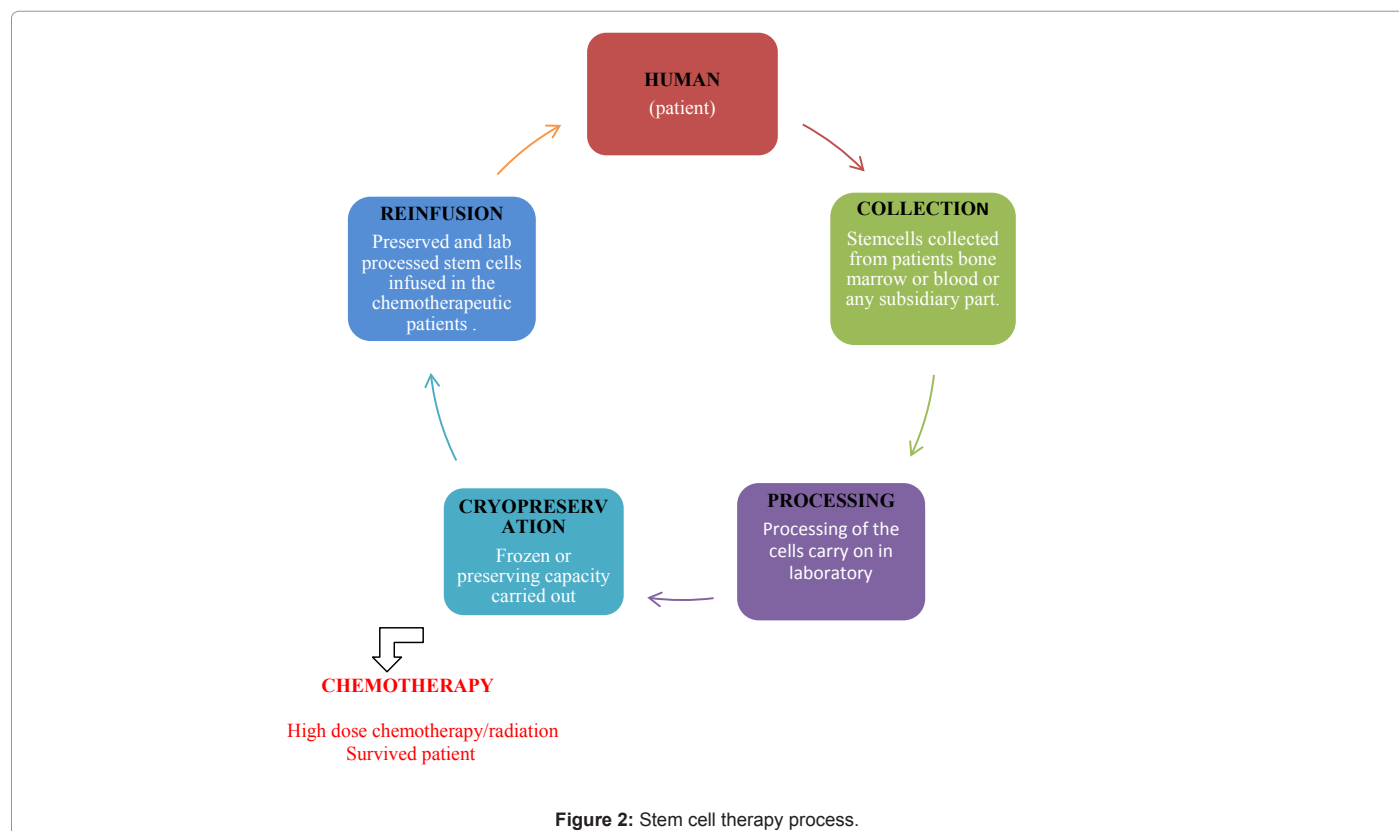 HUMAN
(patient)
COLLECTION
Stemcells collected
from patients bone
marrow or blood or
any subsidiary part.
PROCESSING
Processing of the
cells carry on in
laboratory
CRYOPRESERV
ATION
Frozen or
preserving capacity
carried out
CHEMOTHERAPY
High dose chemotherapy/radiation
Survived patient
REINFUSION
Preserved and lab
processed stem cells
infused in the
chemotherapeutic
patients .
Figure 2: Stem cell therapy process.